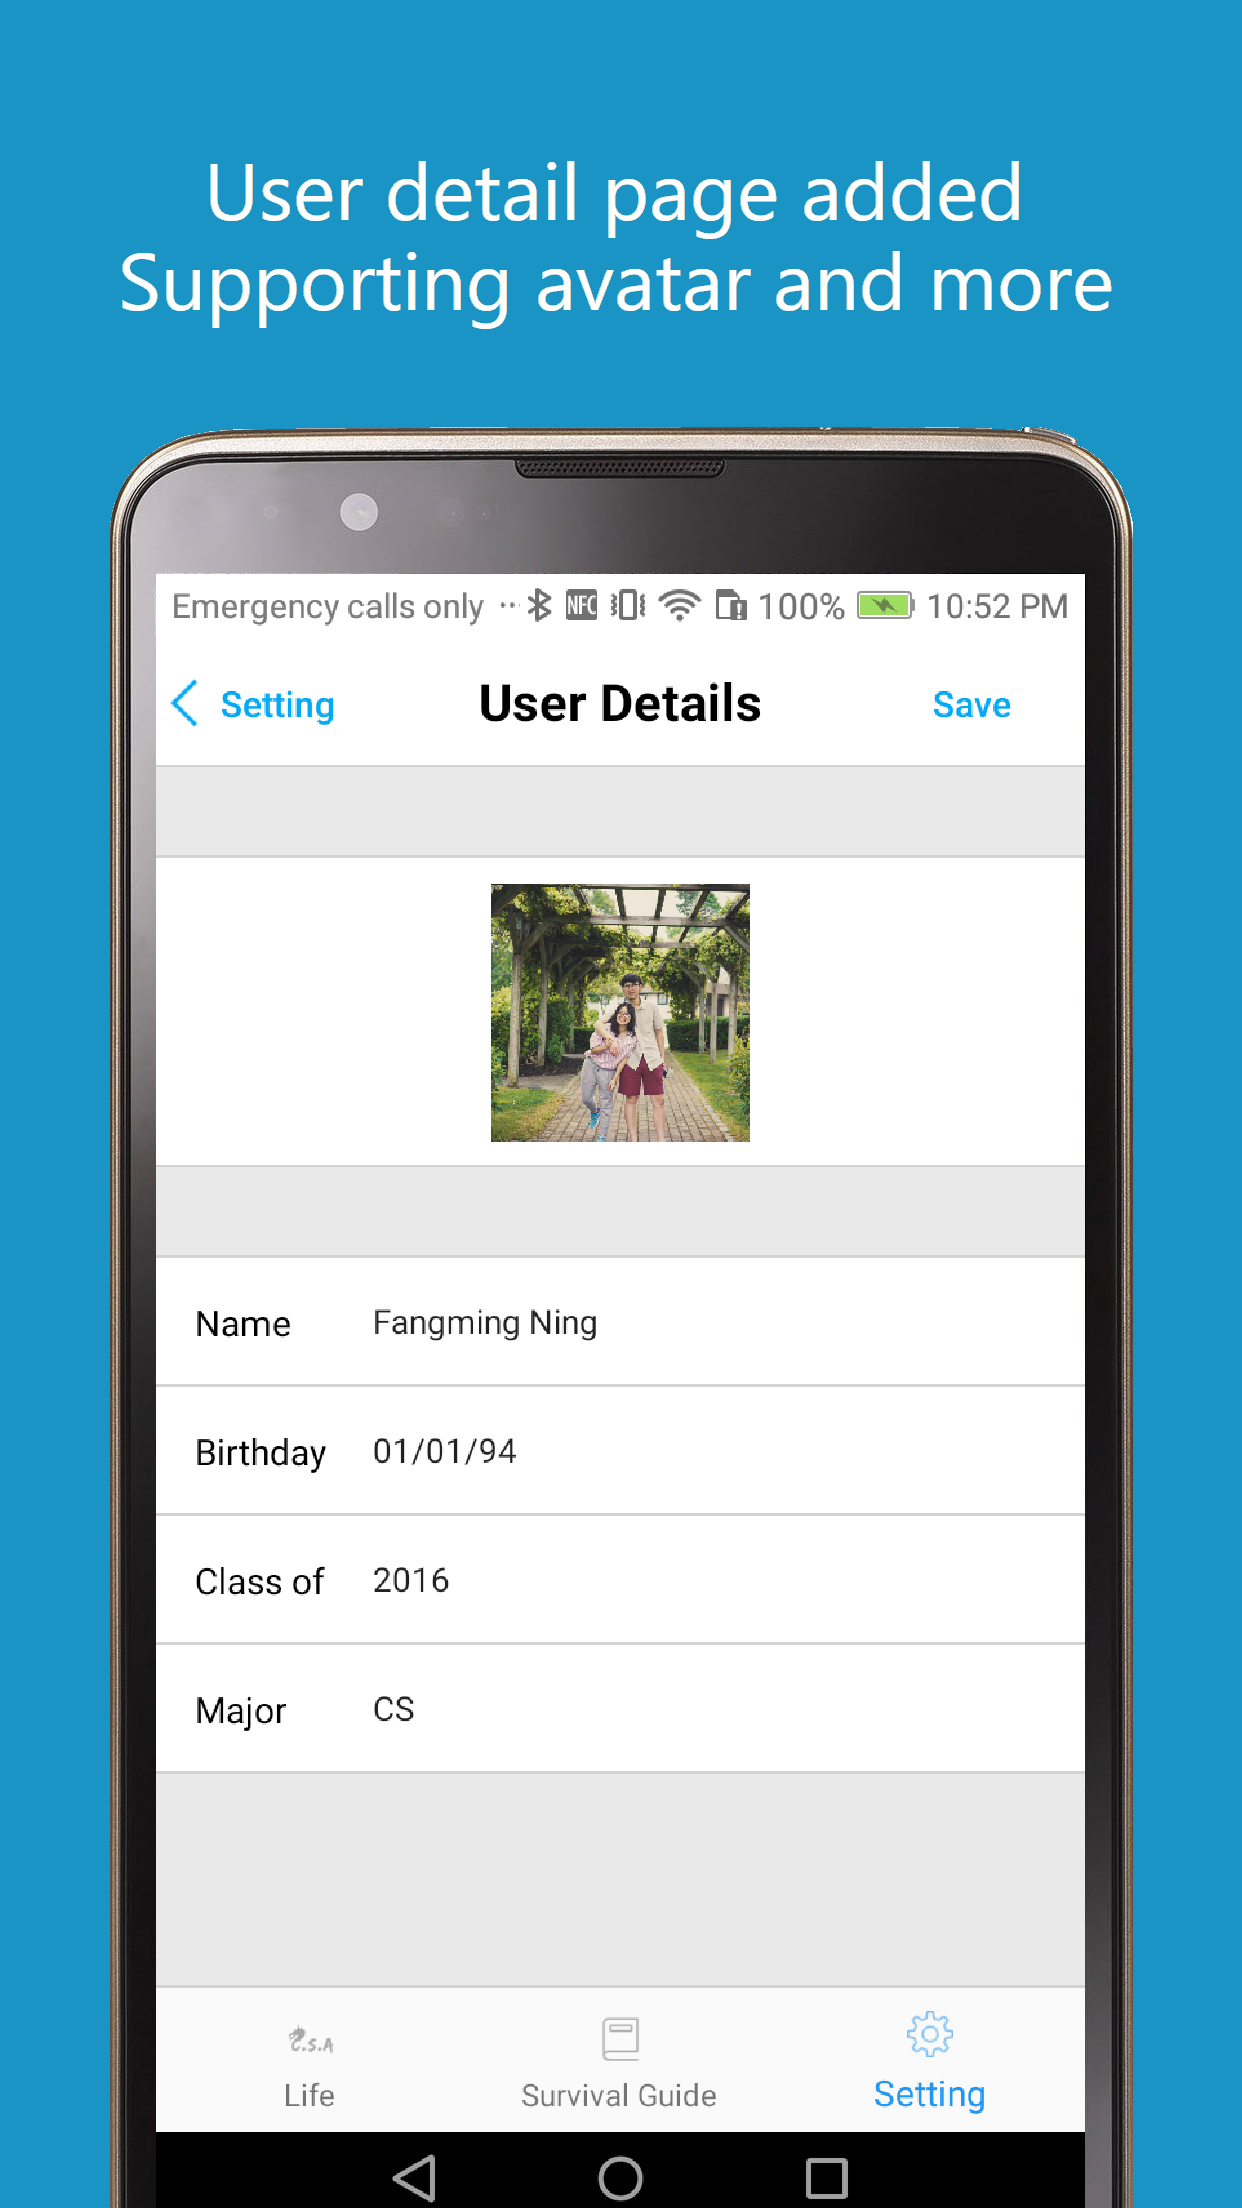 User detail page added
Supporting avatar and more
Emergency calls only ··· NFC 100% 10:52 PM
Setting User Details Save
Name Fangming Ning
Birthday 01/01/94
Class of 2016
Major CS
C.S.A
Life Survival Guide Setting